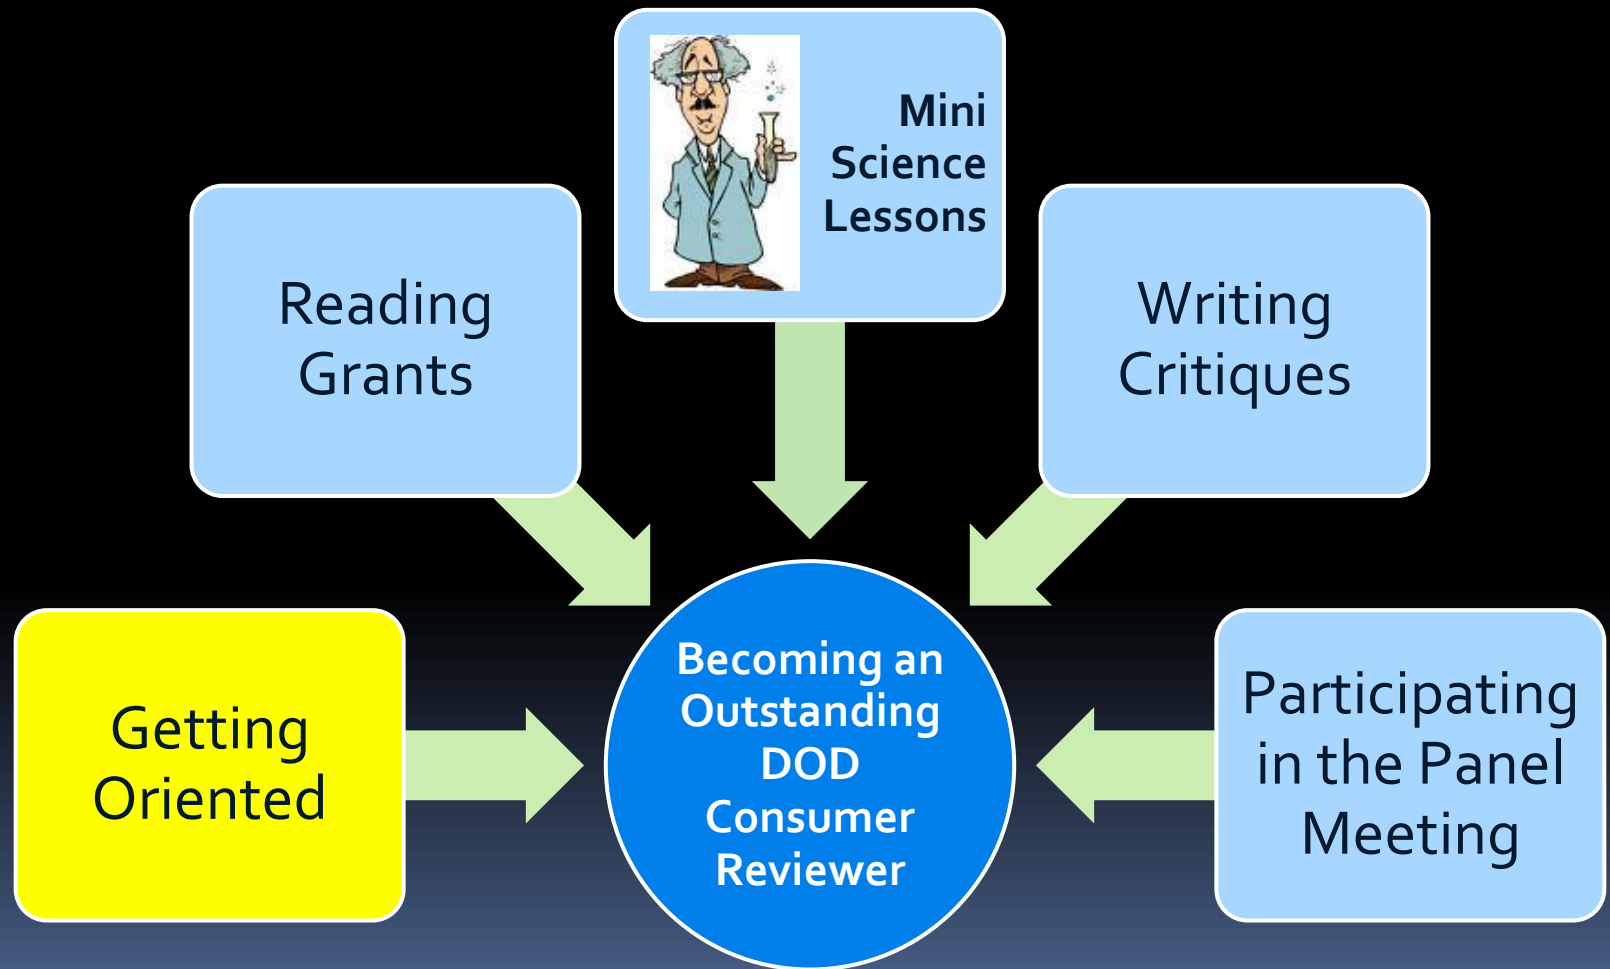 Mini
Science
Lessons
Reading
Grants
Writing
Critiques
Getting
Oriented
Becoming an
Outstanding
DOD
Consumer
Reviewer
Participating
in the Panel
Meeting